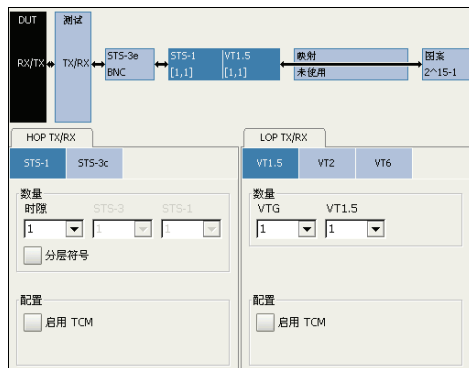 DUT 测试
RX/TX TX/RX STS-3e STS-1 VT1.5 映射 图案
BNC [1,1] [1,1] 未使用 2^15-1
HOP TX/RX LOP TX/RX
STS-1 STS-3c VT1.5 VT2 VT6
数量 数量
时隙 STS-3 STS-1 VTG VT1.5
1 1 1 1 1
分层符号
配置 配置
启用 TCM 启用 TCM